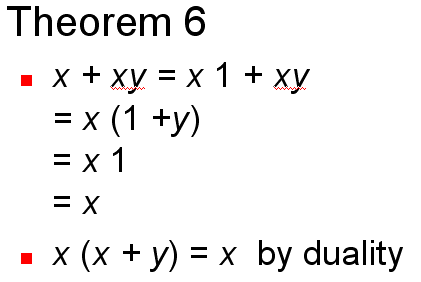 Theorem 6
▪ x + xy = x 1 + xy
= x (1 +y)
= x 1
= x
▪ x (x + y) = x by duality